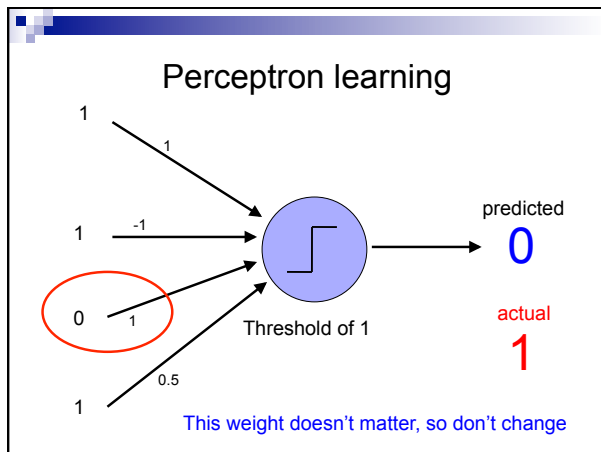 Perceptron learning
1
1
1
-1
predicted
0
0
1
Threshold of 1
actual
1
0.5
1
This weight doesn't matter, so don't change